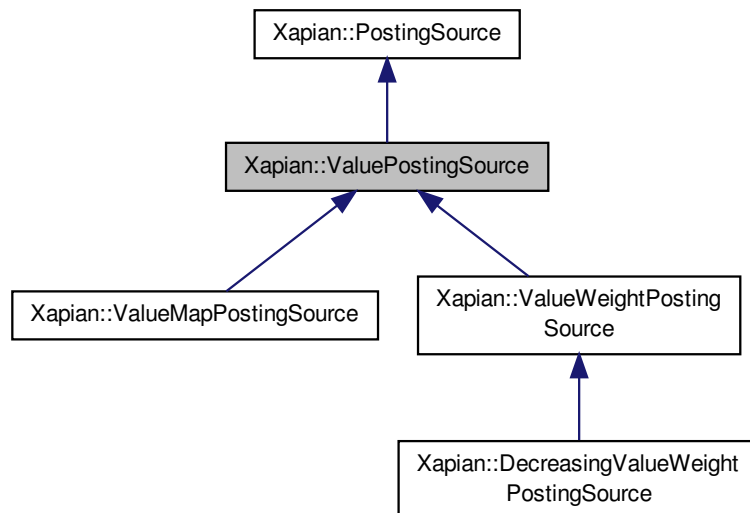 Xapian::PostingSource
Xapian::ValuePostingSource
Xapian::ValueMapPostingSource
Xapian::ValueWeightPosting
Source
Xapian::DecreasingValueWeight
PostingSource